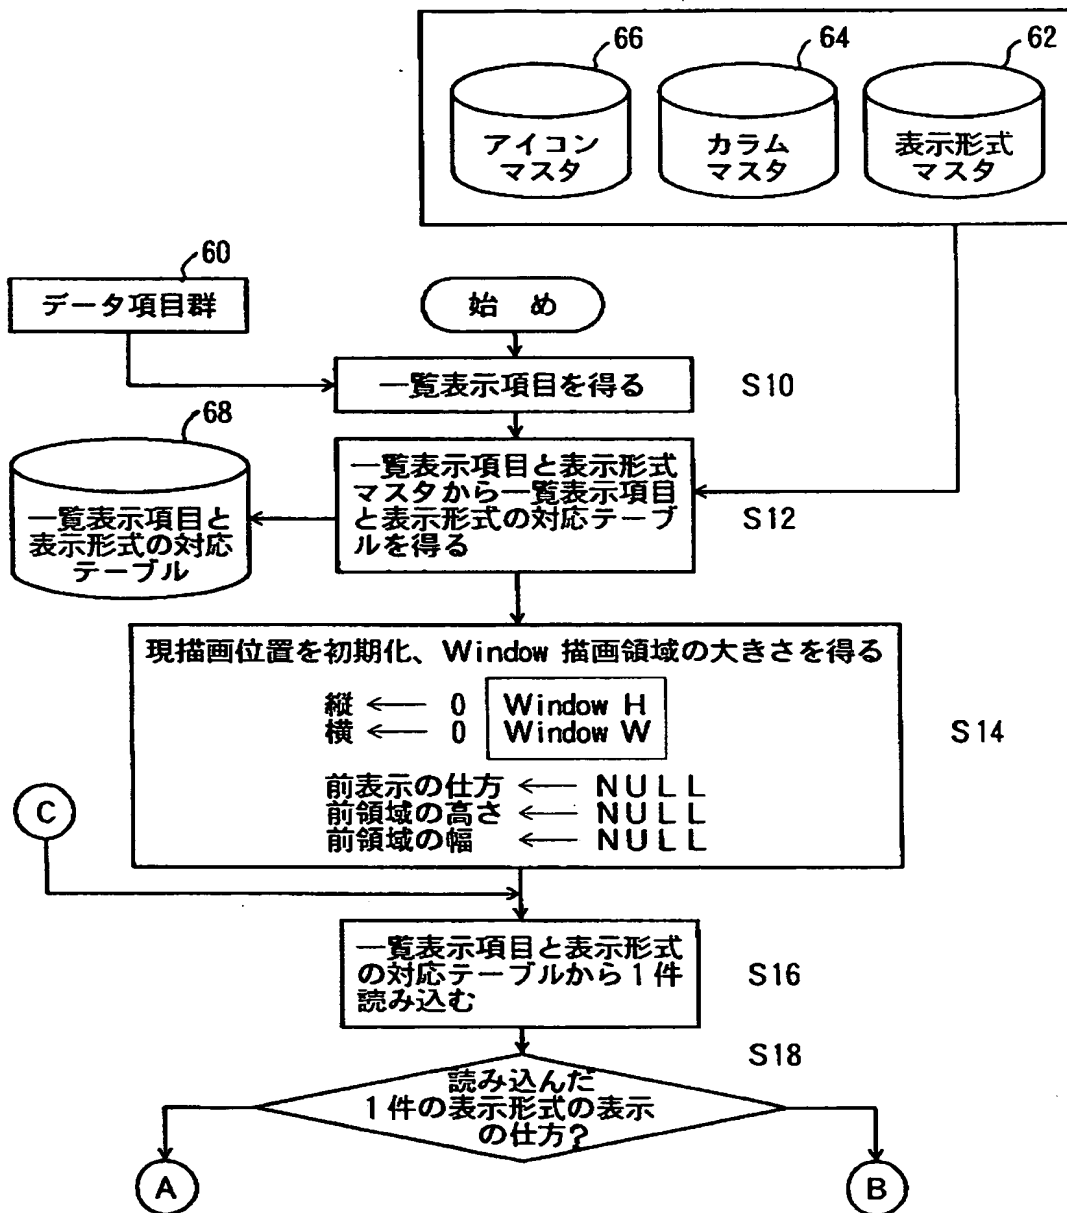 66
64
62
アイコン
マスタ
カラム
マスタ
表示形式
マスタ
60
データ項目群
始 め
一覧表示項目を得る
S10
68
一覧表示項目と
表示形式の対応
テーブル
一覧表示項目と表示形式
マスタから一覧表示項目
と表示形式の対応テーブ
ルを得る
S12
現描画位置を初期化、Window 描画領域の大きさを得る
縦 ← 0 Window H
横 ← 0 Window W
前表示の仕方 ← NULL
前領域の高さ ← NULL
前領域の幅 ← NULL
S14
C
一覧表示項目と表示形式
の対応テーブルから1件
読み込む
S16
S18
読み込んだ
1件の表示形式の表示
の仕方?
A
B